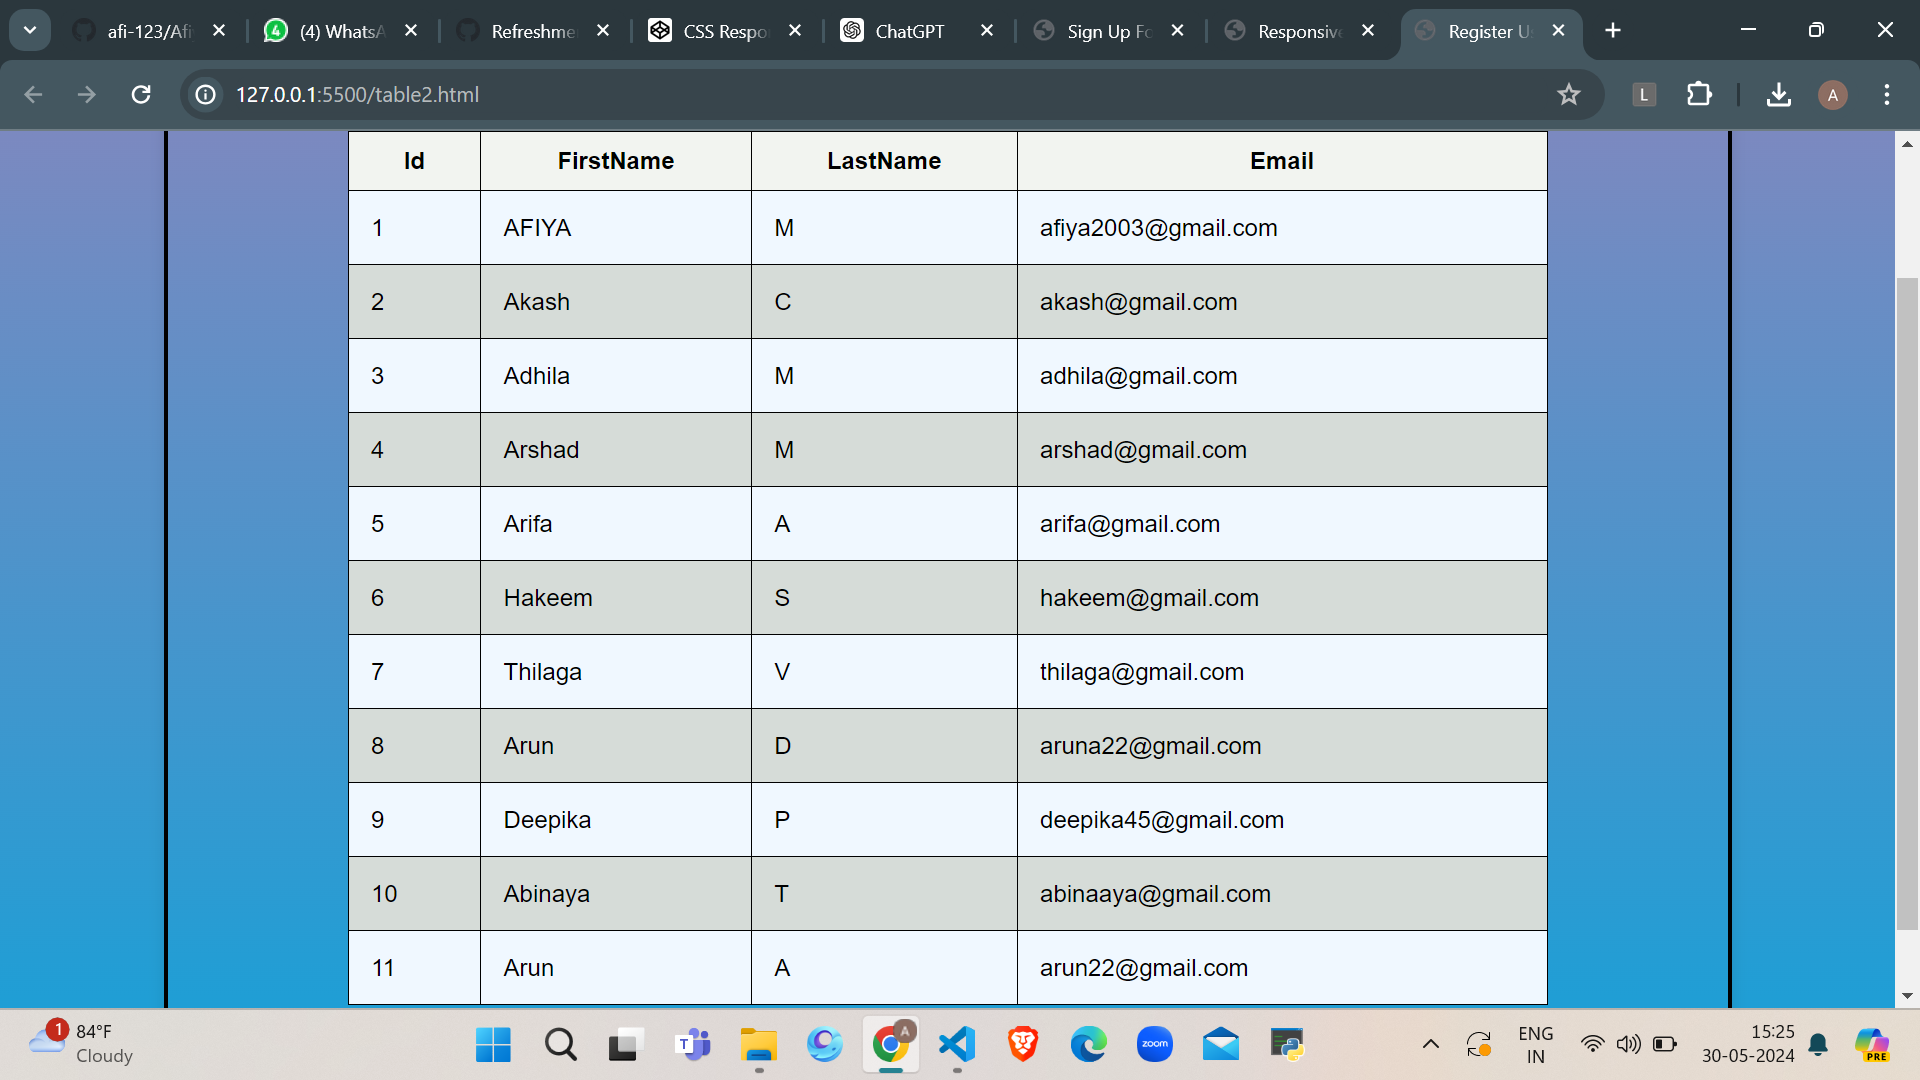 afi-123/Afi
(4) WhatsA
Refreshme
CSS Respo
ChatGPT
Sign Up Fo
Responsive
Register Us
127.0.0.1:5500/table2.html
L
A
Id FirstName LastName Email
1 AFIYA M afiya2003@gmail.com
2 Akash C akash@gmail.com
3 Adhila M adhila@gmail.com
4 Arshad M arshad@gmail.com
5 Arifa A arifa@gmail.com
6 Hakeem S hakeem@gmail.com
7 Thilaga V thilaga@gmail.com
8 Arun D aruna22@gmail.com
9 Deepika P deepika45@gmail.com
10 Abinaya T abinaaya@gmail.com
11 Arun A arun22@gmail.com
1
84°F
Cloudy
T
A
zoom
ENG
IN
15:25
30-05-2024
PRE